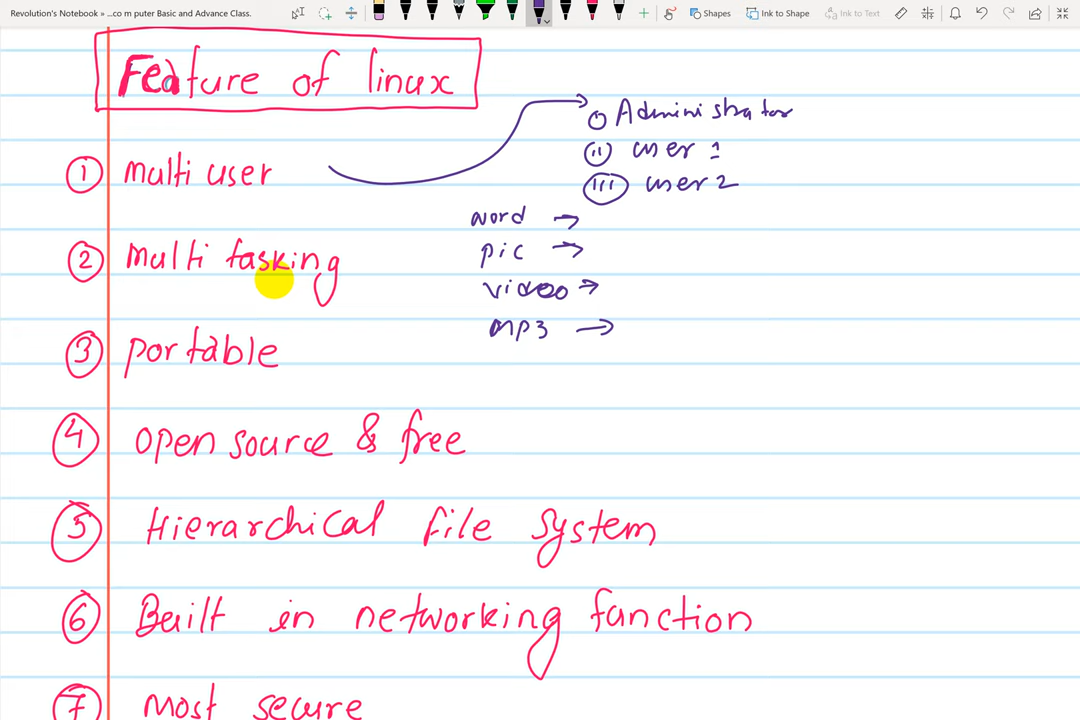 Revolution's Notebook » ...co m puter Basic and Advance Class.
Shapes
Ink to Shape
Ink to Text
Feature of linux
① multi user
① Administrator
(ii) user 1
(iii) user 2
② multi tasking
word →
pic →
video →
mp3 →
③ portable
④ open source & free
⑤ Hierarchical file system
⑥ Built in networking function
⑦ most secure